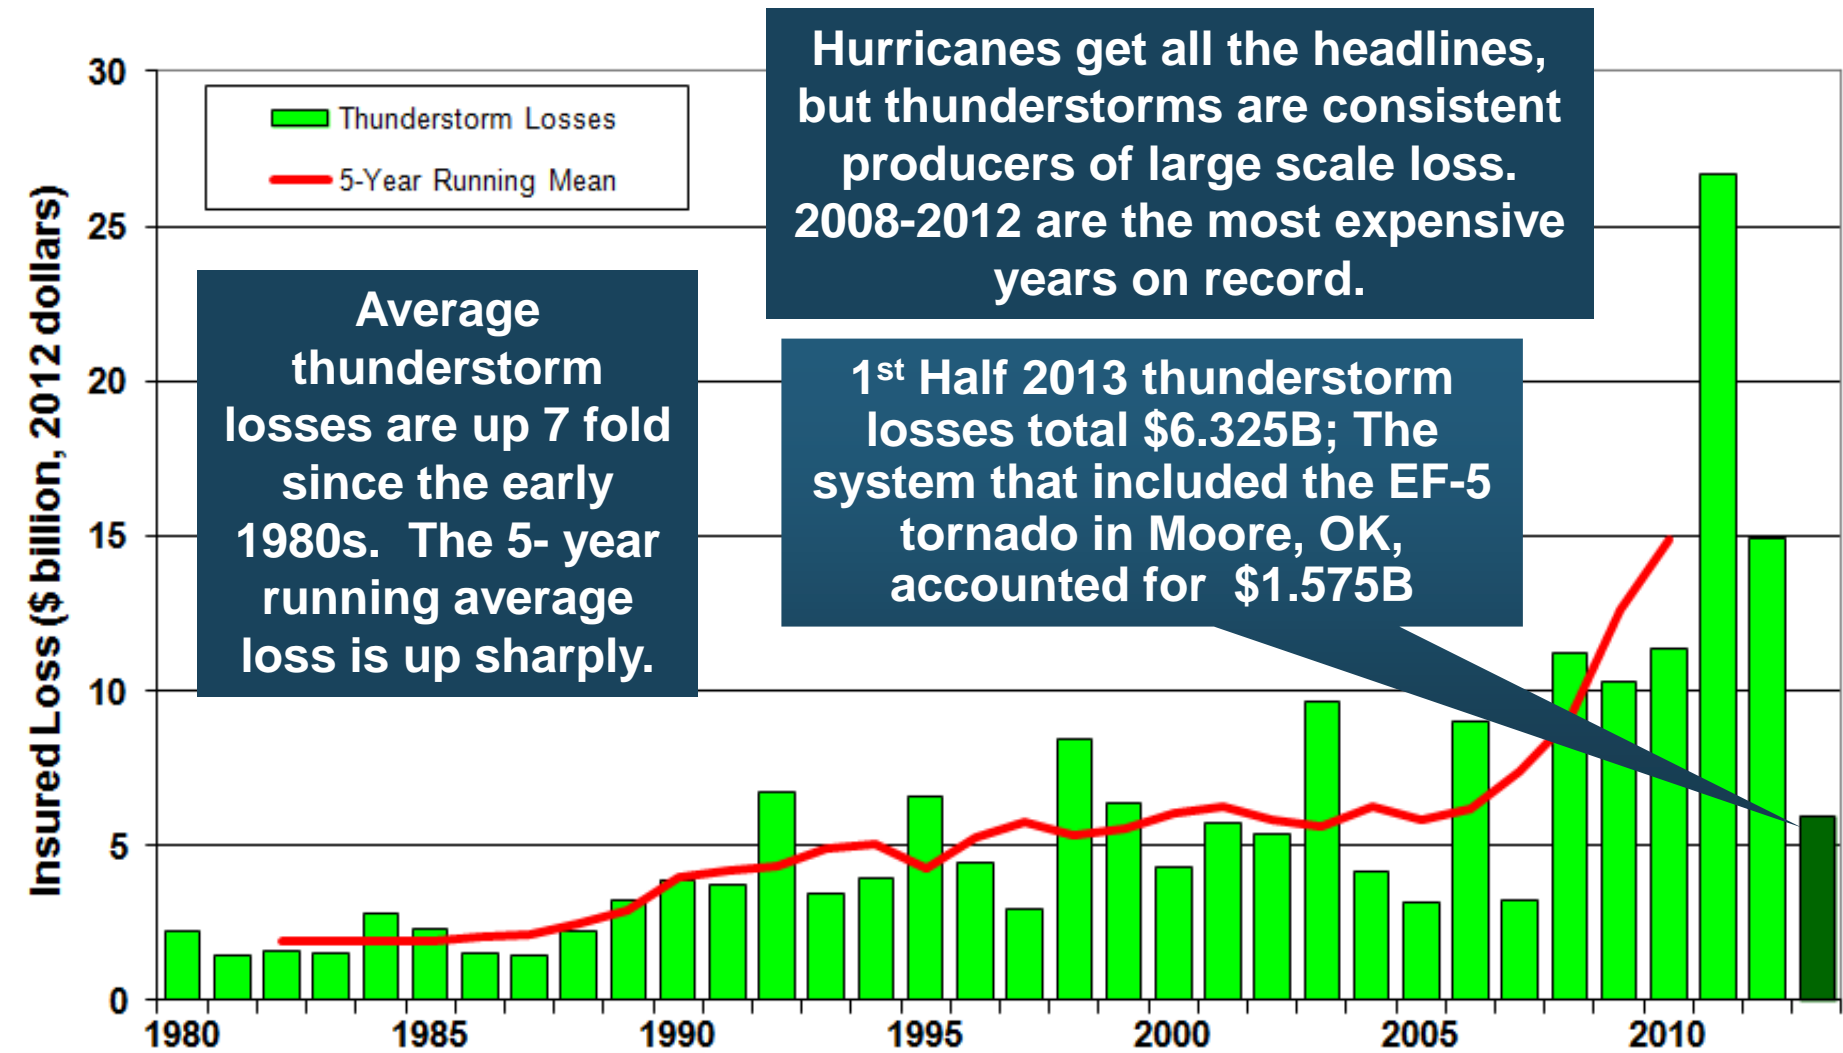 Hurricanes get all the headlines,
but thunderstorms are consistent
producers of large scale loss.
2008-2012 are the most expensive
years on record.
Thunderstorm Losses
5-Year Running Mean
Average
thunderstorm
losses are up 7 fold
since the early
1980s.  The 5- year
running average
loss is up sharply.
1st Half 2013 thunderstorm
losses total $6.325B; The
system that included the EF-5
tornado in Moore, OK,
accounted for  $1.575B
Insured Loss ($ billion, 2012 dollars)
30
25
20
15
10
5
0
1980
1985
1990
1995
2000
2005
2010